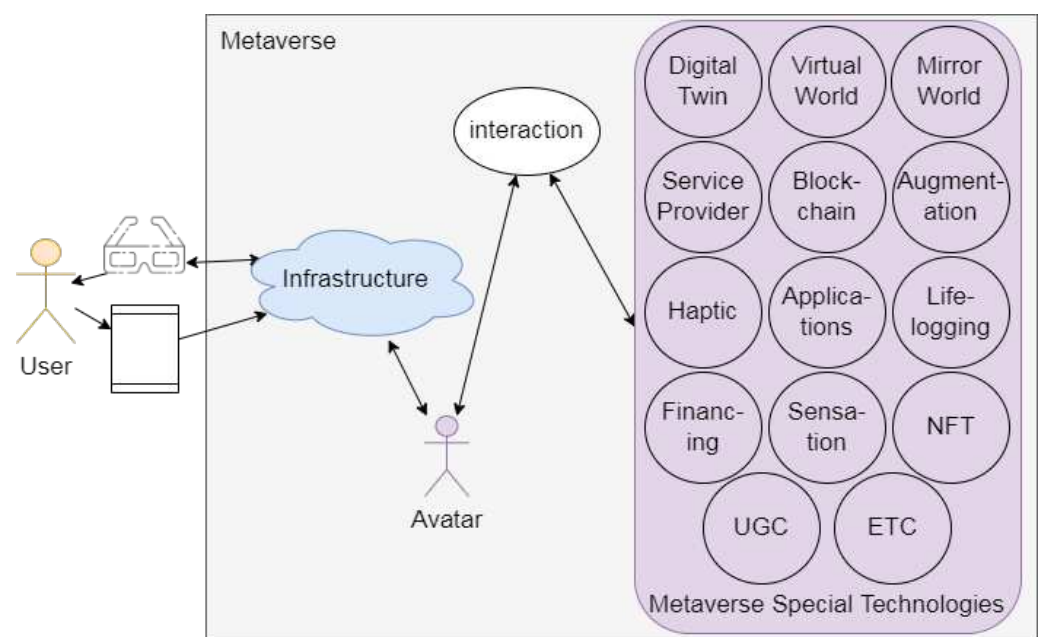 Metaverse
Digital
Twin
Virtual
World
Mirror
World
interaction
Service
Provider
Block-
chain
Augment-
ation
Infrastructure
Haptic
Applica-
tions
Life-
logging
User
Financ-
ing
Sensa-
tion
NFT
Avatar
UGC
ETC
Metaverse Special Technologies